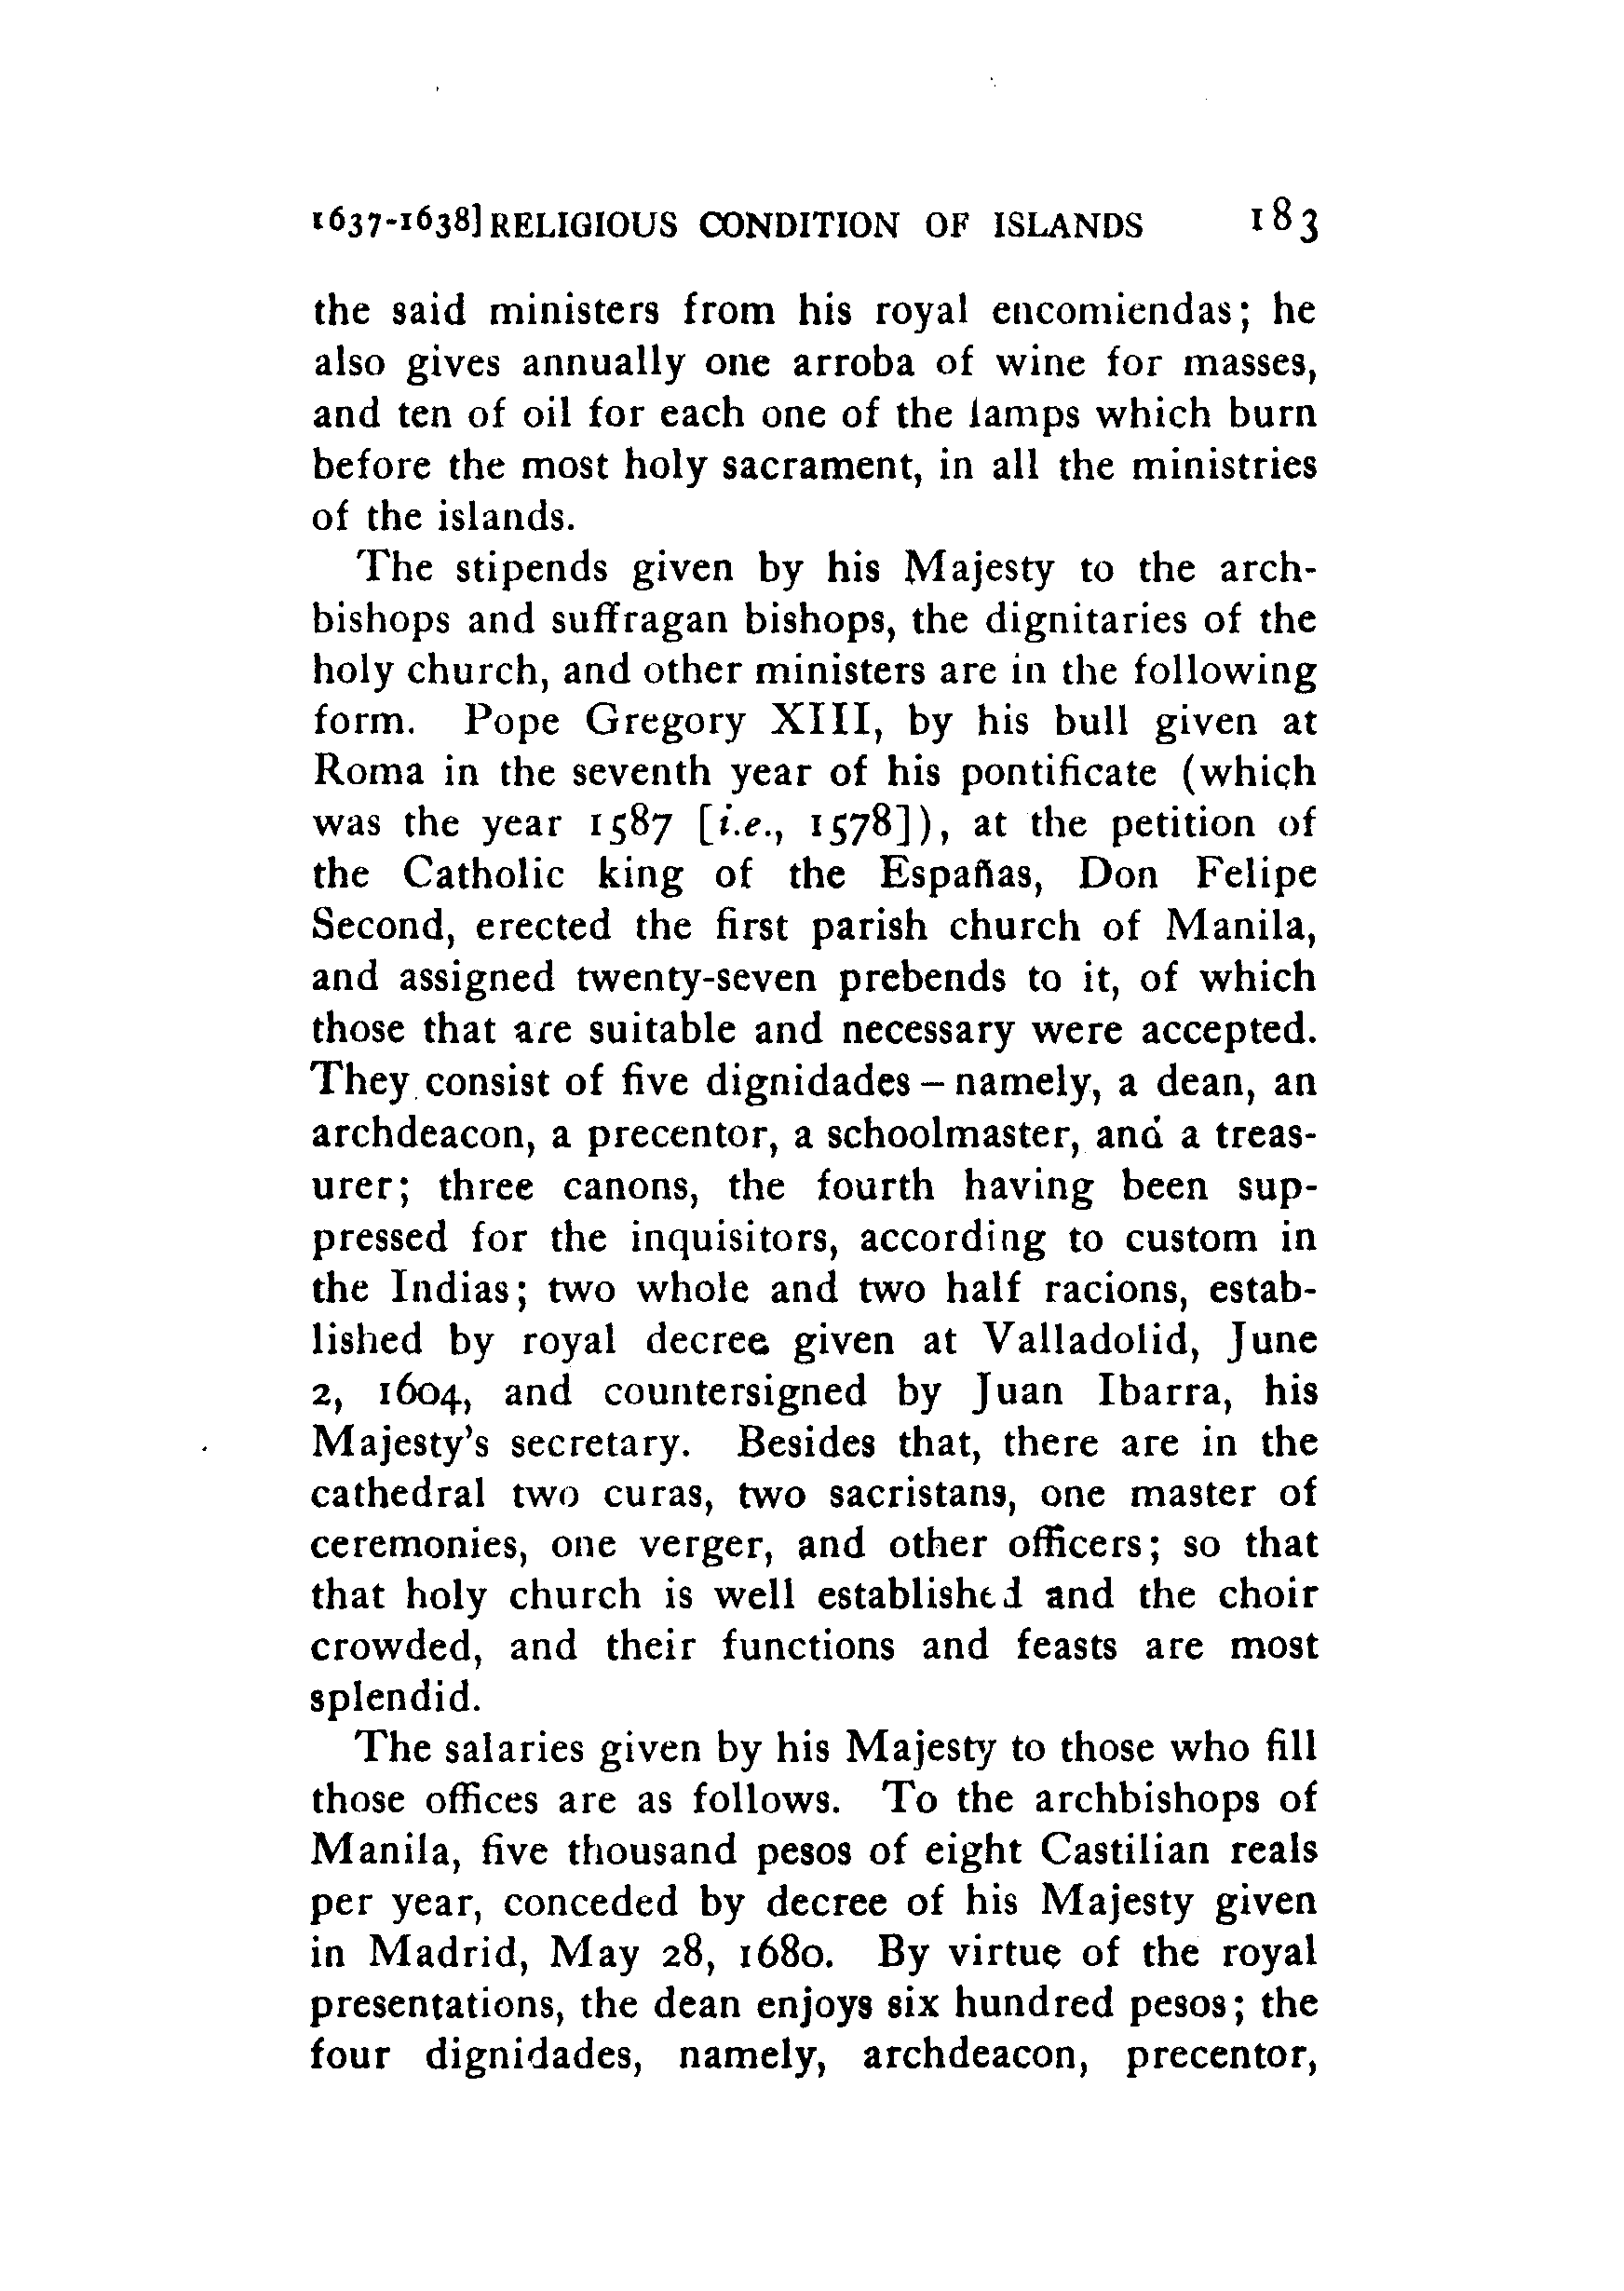 1637-1638] RELIGIOUS CONDITION OF ISLANDS 183
the said ministers from his royal encomiendas; he
also gives annually one arroba of wine for masses,
and ten of oil for each one of the lamps which burn
before the most holy sacrament, in all the ministries
of the islands.
The stipends given by his Majesty to the arch-
bishops and suffragan bishops, the dignitaries of the
holy church, and other ministers are in the following
form. Pope Gregory XIII, by his bull given at
Roma in the seventh year of his pontificate (which
was the year 1587 [i.e., 1578]), at the petition of
the Catholic king of the Españas, Don Felipe
Second, erected the first parish church of Manila,
and assigned twenty-seven prebends to it, of which
those that are suitable and necessary were accepted.
They consist of five dignidades – namely, a dean, an
archdeacon, a precentor, a schoolmaster, and a treas-
urer; three canons, the fourth having been sup-
pressed for the inquisitors, according to custom in
the Indias; two whole and two half racions, estab-
lished by royal decree given at Valladolid, June
2, 1604, and countersigned by Juan Ibarra, his
Majesty's secretary. Besides that, there are in the
cathedral two curas, two sacristans, one master of
ceremonies, one verger, and other officers; so that
that holy church is well established and the choir
crowded, and their functions and feasts are most
splendid.
The salaries given by his Majesty to those who fill
those offices are as follows. To the archbishops of
Manila, five thousand pesos of eight Castilian reals
per year, conceded by decree of his Majesty given
in Madrid, May 28, 1680. By virtue of the royal
presentations, the dean enjoys six hundred pesos; the
four dignidades, namely, archdeacon, precentor,